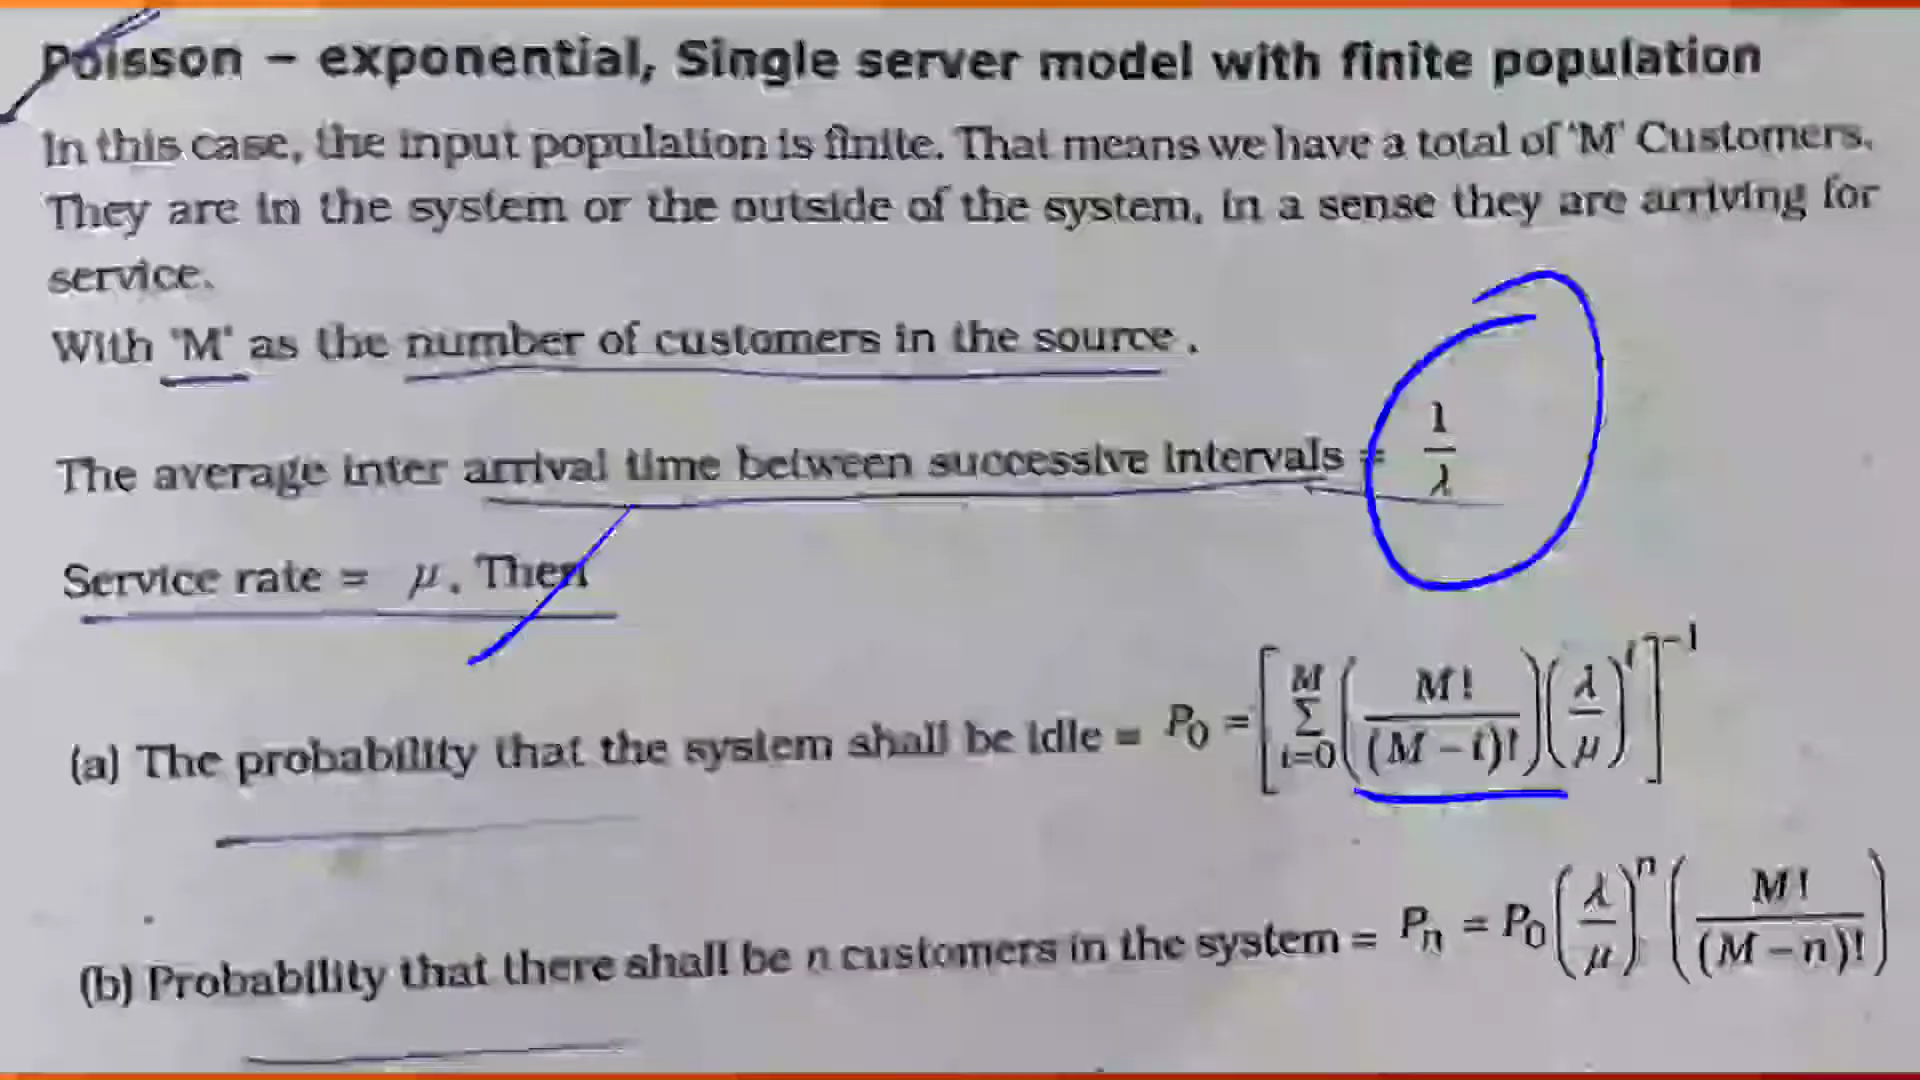 Poisson – exponential, Single server model with finite population
In this case, the input population is finite. That means we have a total of 'M' Customers.
They are in the system or the outside of the system, in a sense they are arriving for
service.
With 'M' as the number of customers in the source.
The average inter arrival time between successive intervals = 1/λ
Service rate = μ. Then
(a) The probability that the system shall be idle = P₀ = [ Σ_{i=0}^{M} ( M! / (M – i)! ) ( λ / μ )^i ]^{-1}
(b) Probability that there shall be n customers in the system = Pₙ = P₀ ( λ / μ )^n ( M! / (M – n)! )